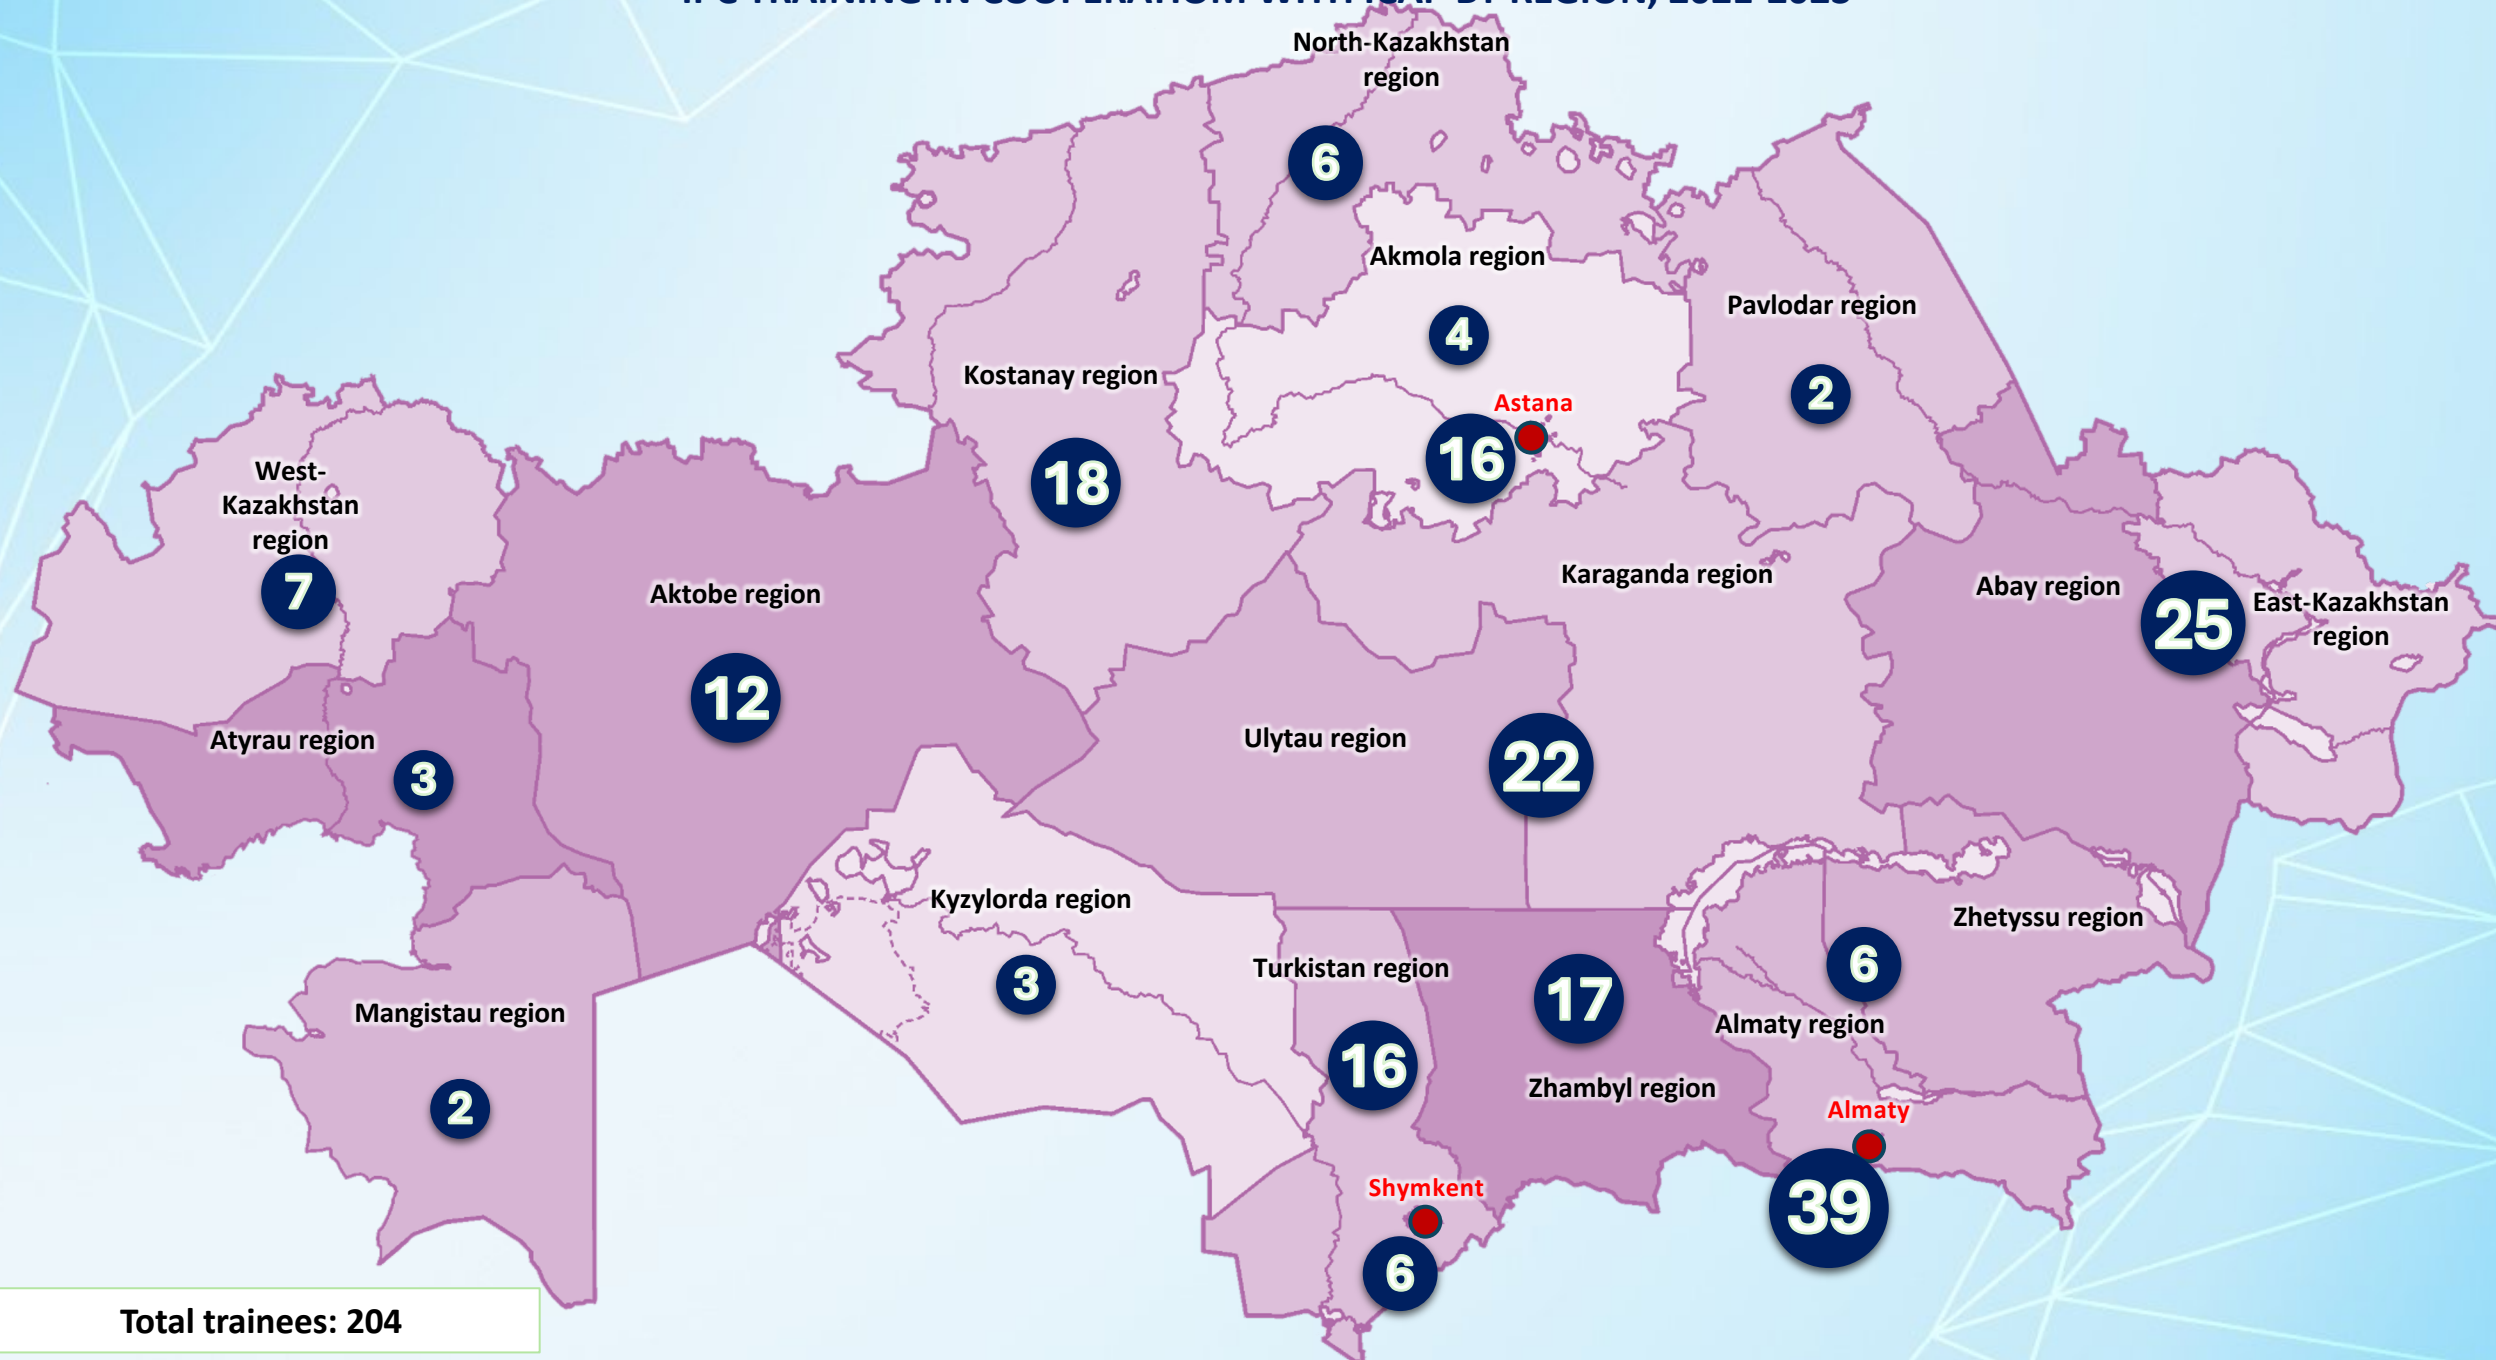 BY REGION,
North-Kazakhstan
region
6
Akmola region
4
Pavlodar region
2
Kostanay region
18
Astana
16
West-
Kazakhstan
region
7
Aktobe region
12
Karaganda region
Abay region
25
East-Kazakhstan
region
Atyrau region
3
Ulytau region
22
Kyzylorda region
3
Zhetyssu region
6
Turkistan region
16
17
Zhambyl region
Almaty region
Mangistau region
2
Almaty
39
Shymkent
6
Total trainees: 204